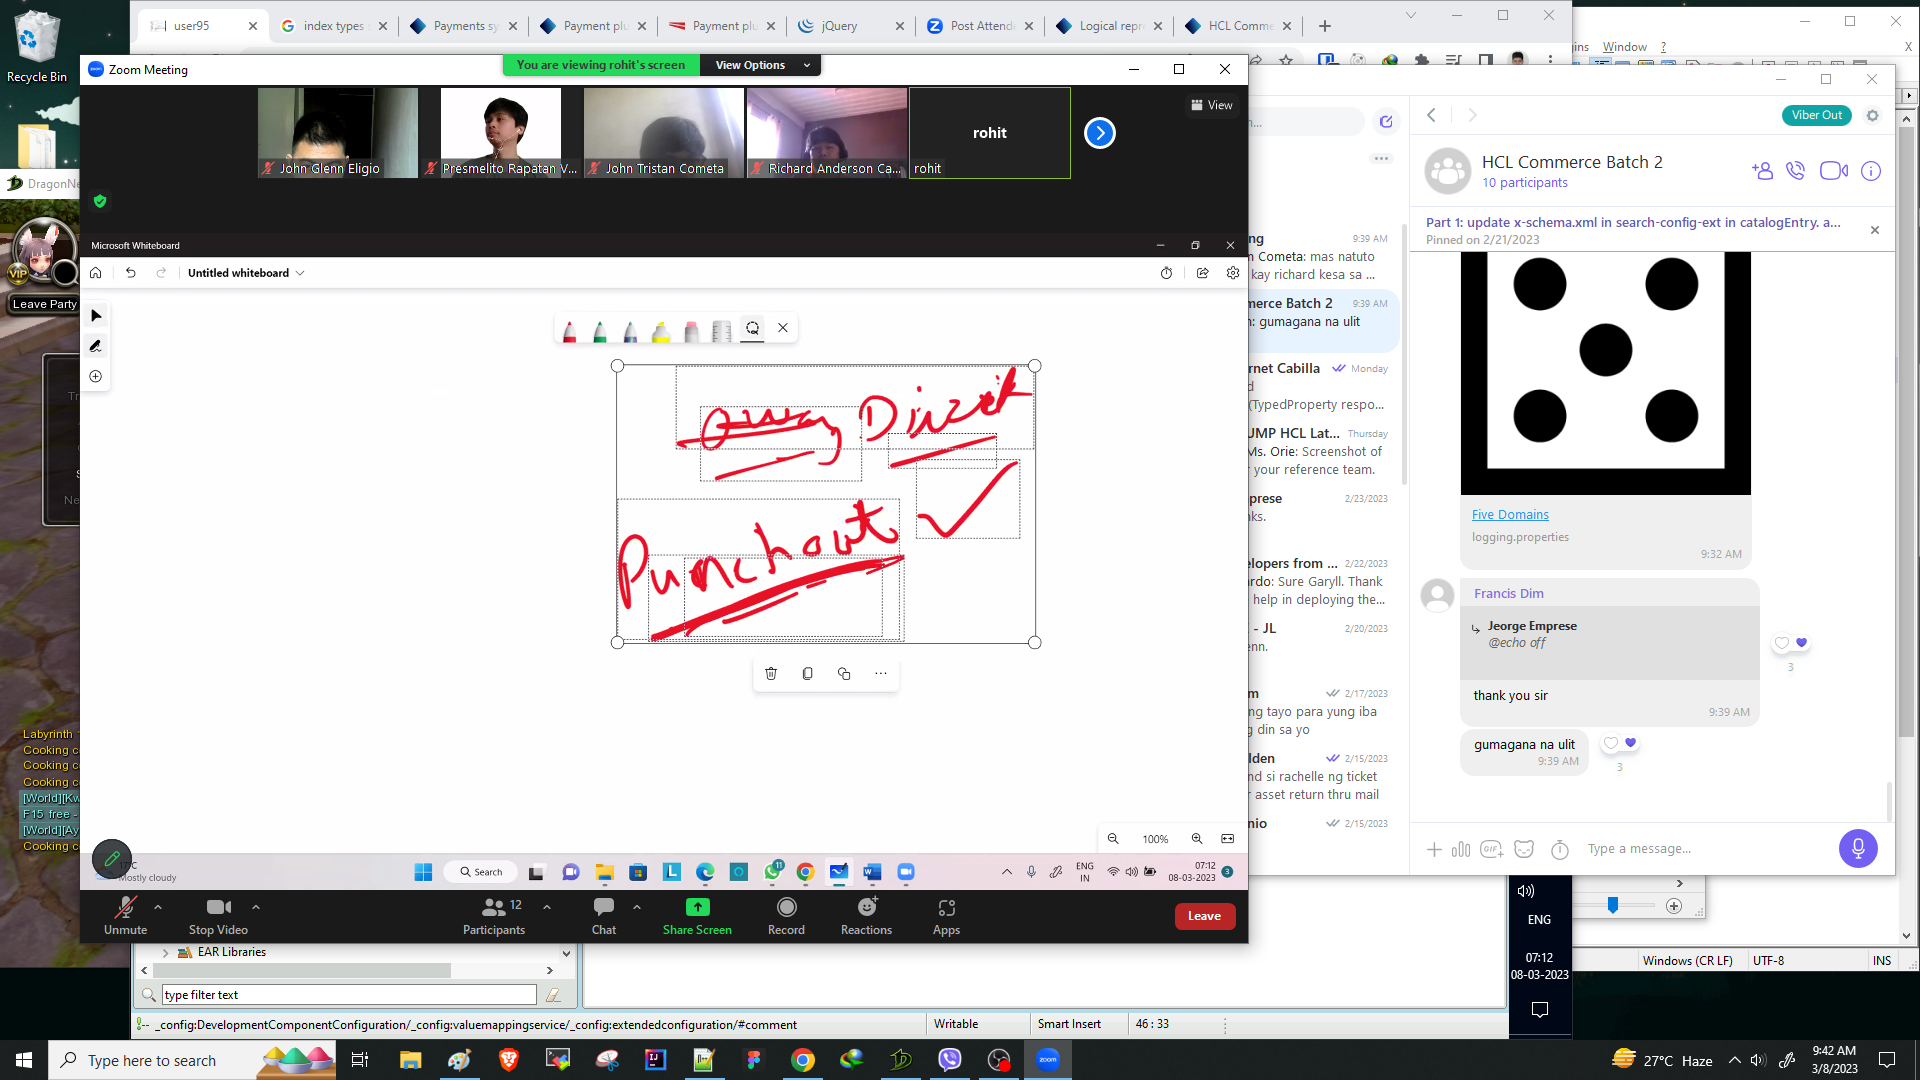 Recycle Bin
user95
index types
Payments sy
Payment plu
Payment plu
jQuery
Post Attende
Logical repr
HCL Comme
Window
?
Zoom Meeting
You are viewing rohit's screen
View Options
John Glenn Eligio
Presmelito Rapatan V...
John Tristan Cometa
Richard Anderson Ca...
rohit
rohit
View
DragonNe
VIP
Leave Party
Microsoft Whiteboard
Untitled whiteboard
Direct
Punchout
100%
17°C
Mostly cloudy
Search
ENG
IN
07:12
08-03-2023
3
11
Unmute
Stop Video
Participants
12
Chat
Share Screen
Record
Reactions
Apps
Leave
Labyrinth
Cooking c
Cooking c
Cooking c
[World][Kw
F15 free -
[World][Ay
Cooking c
ng
9:39 AM
n Cometa: mas natuto
kay richard kesa sa ...
merce Batch 2
9:39 AM
n: gumagana na ulit
rnet Cabilla
Monday
d
(TypedProperty respo...
UMP HCL Lat...
Thursday
Ms. Orie: Screenshot of
r your reference team.
prese
2/23/2023
nks.
elopers from ...
2/22/2023
rdo: Sure Garyll. Thank
help in deploying the...
- JL
2/20/2023
enn.
m
2/17/2023
ng tayo para yung iba
g din sa yo
lden
2/15/2023
nd si rachelle ng ticket
r asset return thru mail
nio
2/15/2023
Viber Out
HCL Commerce Batch 2
10 participants
Part 1: update x-schema.xml in search-config-ext in catalogEntry. a...
Pinned on 2/21/2023
Five Domains
logging.properties
9:32 AM
Francis Dim
Jeorge Emprese
@echo off
thank you sir
9:39 AM
3
gumagana na ulit
9:39 AM
3
GIF
Type a message...
EAR Libraries
type filter text
_config:DevelopmentComponentConfiguration/_config:valuemappingservice/_config:extendedconfiguration/#comment
Writable
Smart Insert
46 : 33
ENG
07:12
08-03-2023
Windows (CR LF)
UTF-8
INS
Type here to search
zoom
27°C Haze
9:42 AM
3/8/2023